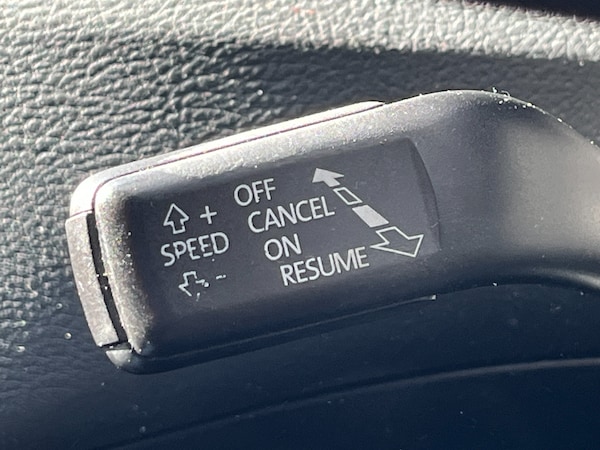 + OFF
CANCEL
SPEED
ON
- RESUME